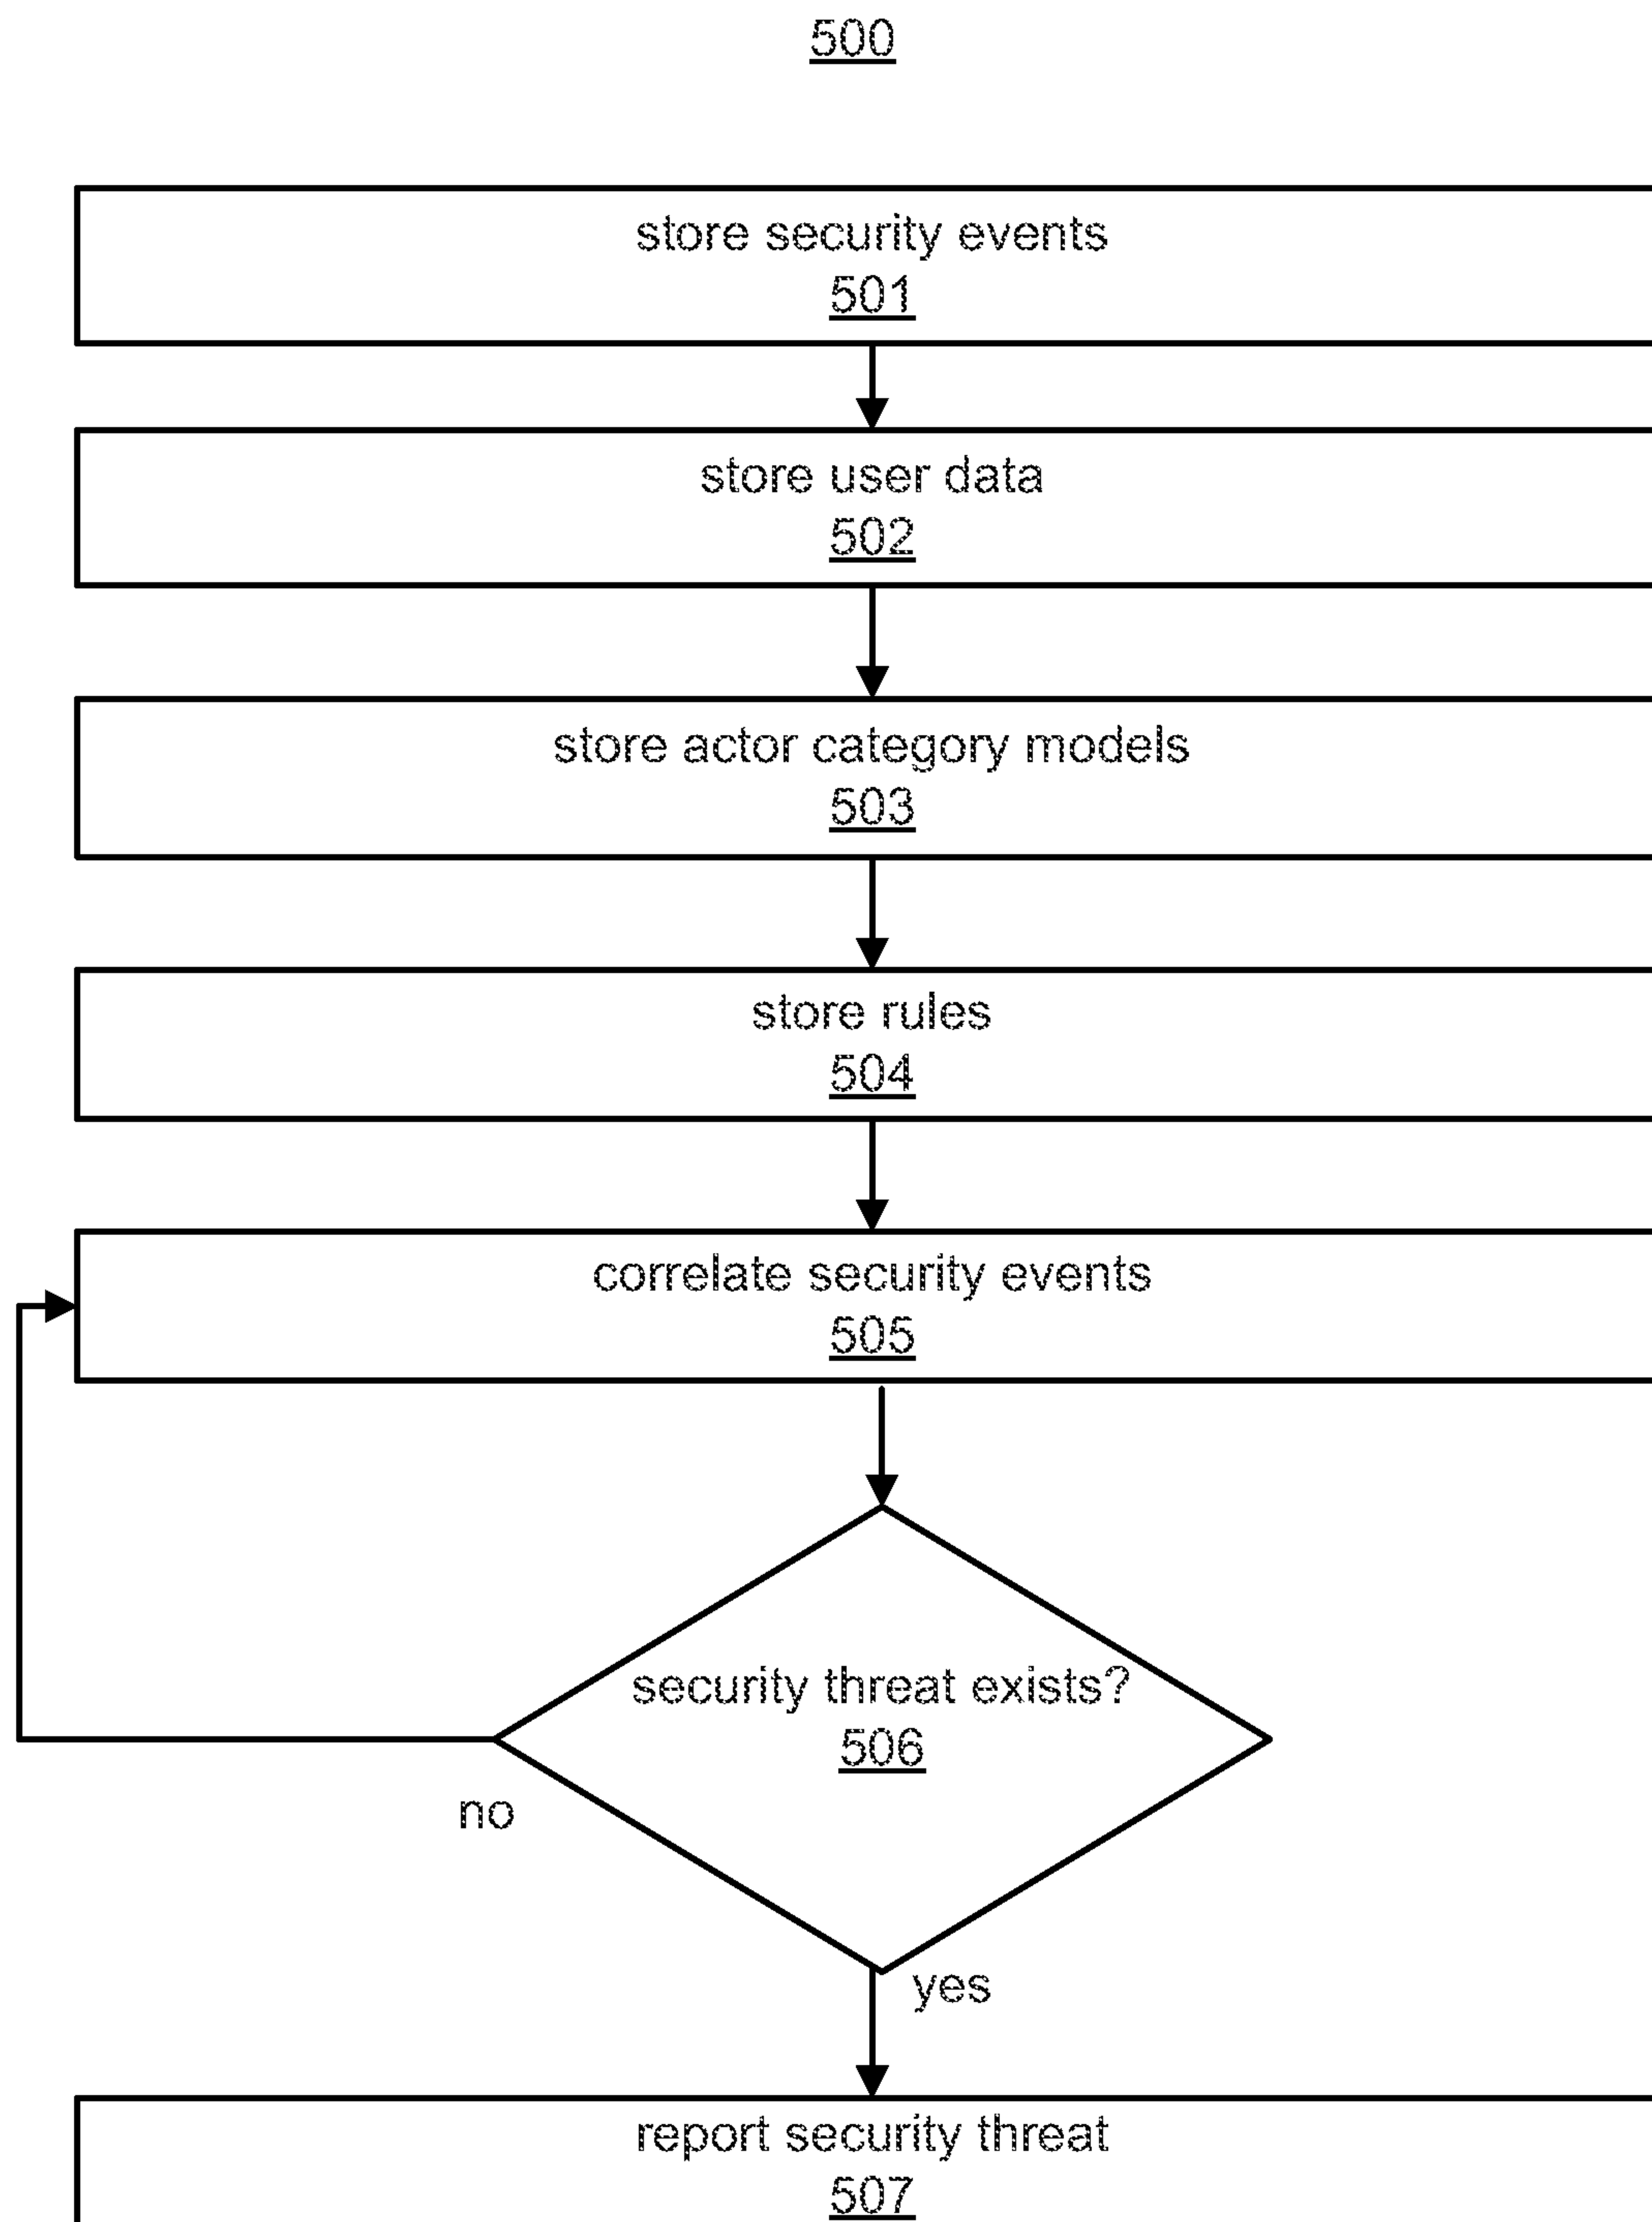 500
store security events
501
store user data
502
store actor category models
503
store rules
504
correlate security events
505
security threat exists?
506
no
yes
report security threat
507